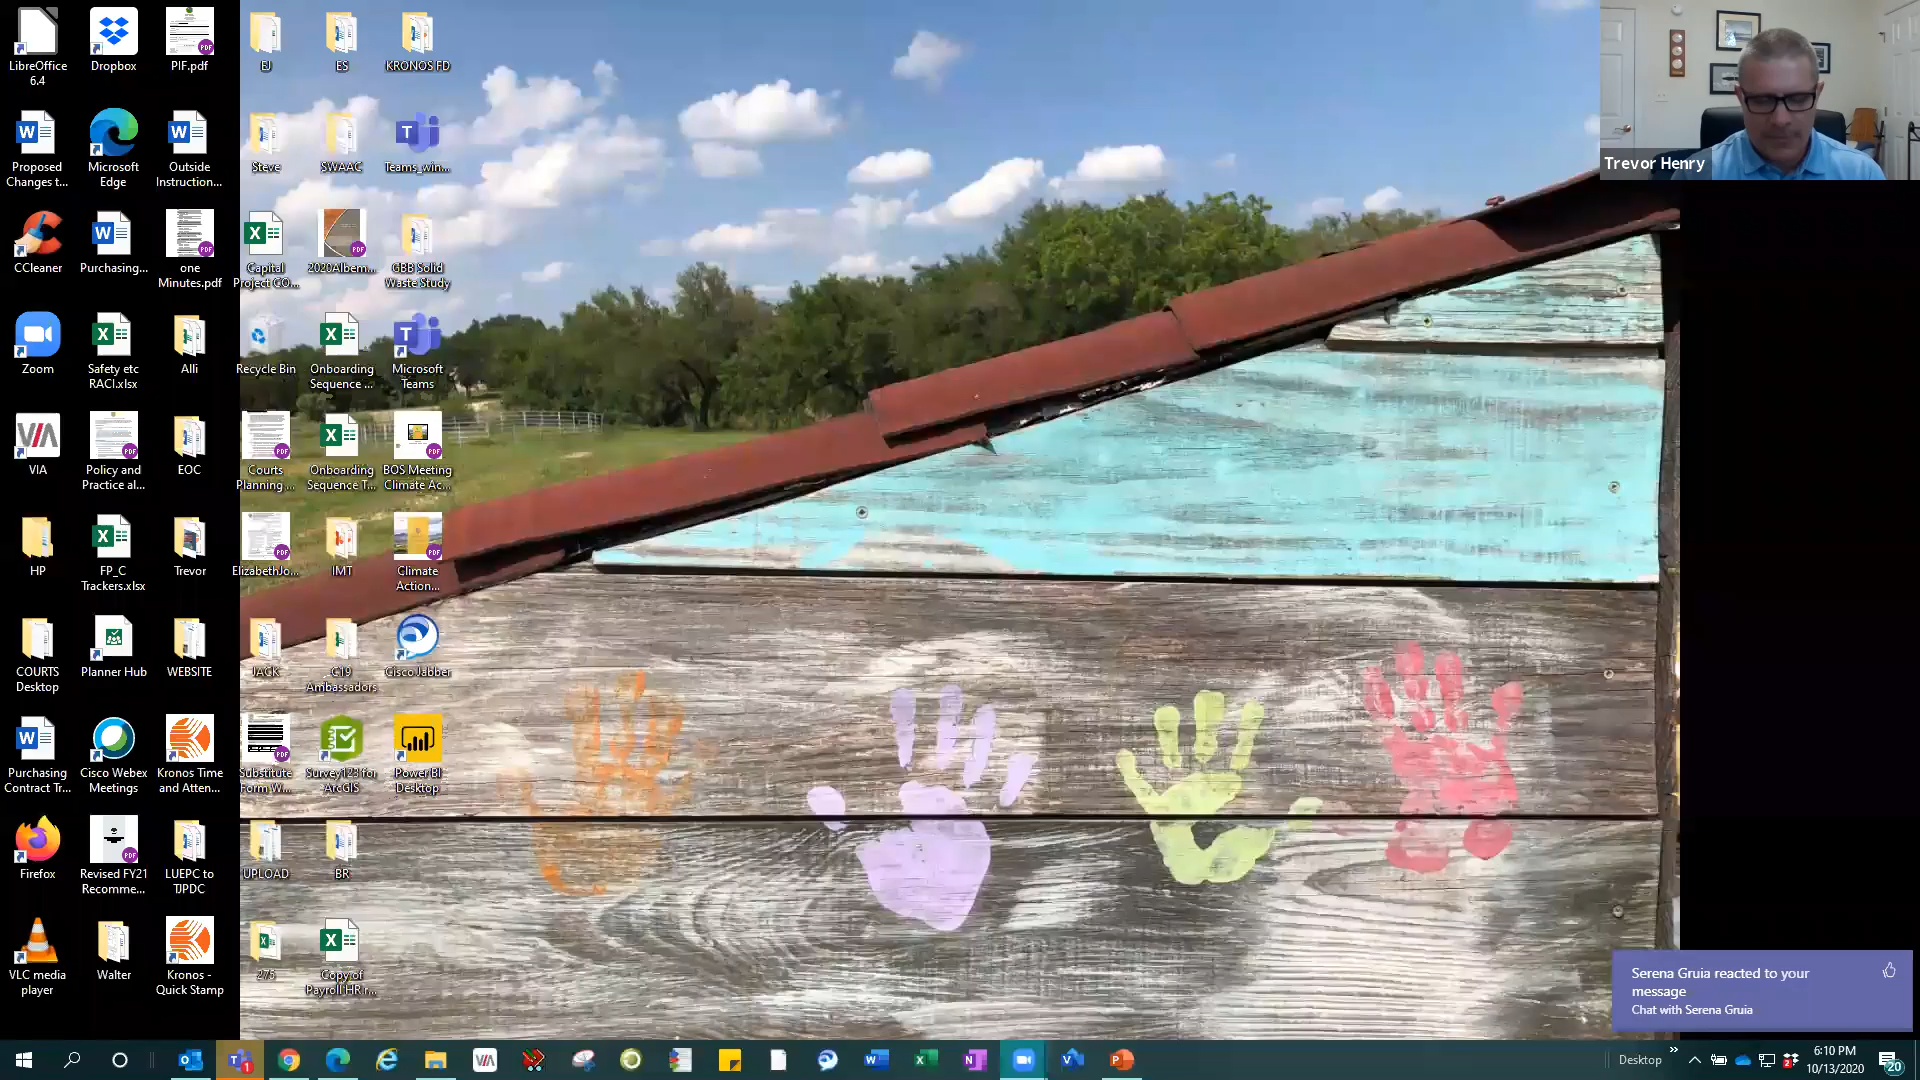 LibreOffice
6.4
Dropbox
PIF.pdf
EJ
ES
KRONOS FD
Trevor Henry
Proposed
Changes t...
Microsoft
Edge
Outside
Instruction...
Steve
SWAAC
Teams_win...
CCleaner
Purchasing...
one
Minutes.pdf
Capital
Project CO...
2020Albem...
GBB Solid
Waste Study
Zoom
Safety etc
RACI.xlsx
Alli
Recycle Bin
Onboarding
Sequence ...
Microsoft
Teams
VIA
Policy and
Practice al...
EOC
Courts
Planning ...
Onboarding
Sequence T...
BOS Meeting
Climate Ac...
HP
FP_C
Trackers.xlsx
Trevor
ElizabethJo...
IMT
Climate
Action...
COURTS
Desktop
Planner Hub
WEBSITE
JACK
C19
Ambassadors
Cisco Jabber
Purchasing
Contract Tr...
Cisco Webex
Meetings
Kronos Time
and Atten...
Substitute
Form W...
Survey123 for
ArcGIS
Power BI
Desktop
Firefox
Revised FY21
Recomme...
LUEPC to
TJPDC
UPLOAD
BR
VLC media
player
Walter
Kronos -
Quick Stamp
275
Copy of
Payroll HR r...
Serena Gruia reacted to your
message
Chat with Serena Gruia
Desktop
6:10 PM
10/13/2020
20